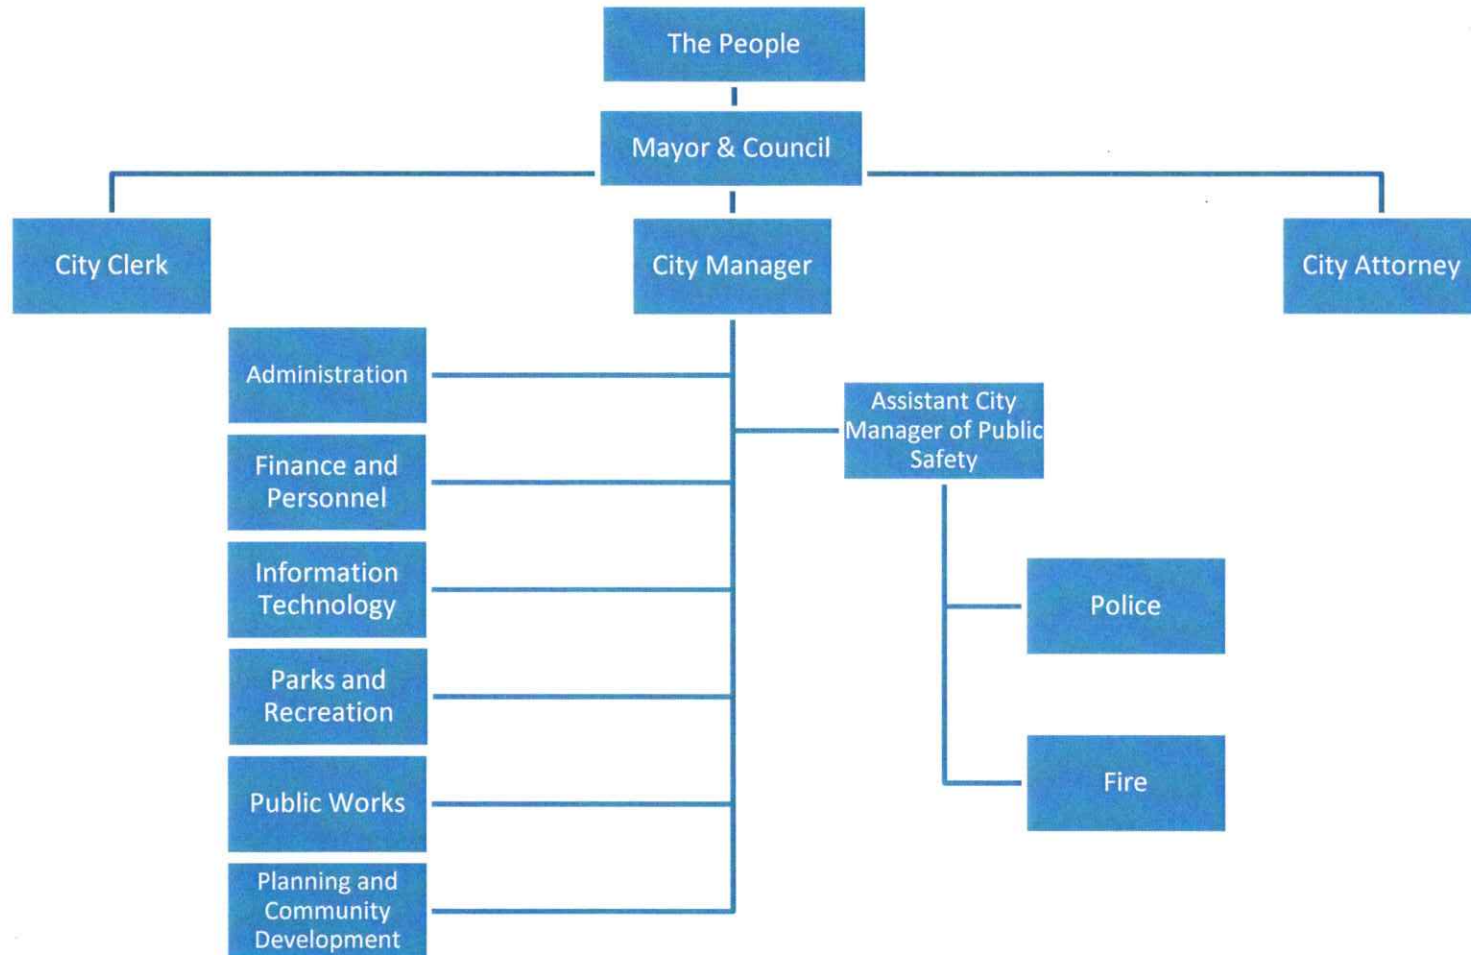 The People
Mayor & Council
City Clerk
City Manager
City Attorney
Administration
Assistant City
Manager of Public
Safety
Finance and
Personnel
Information
Technology
Police
Parks and
Recreation
Fire
Public Works
Planning and
Community
Development